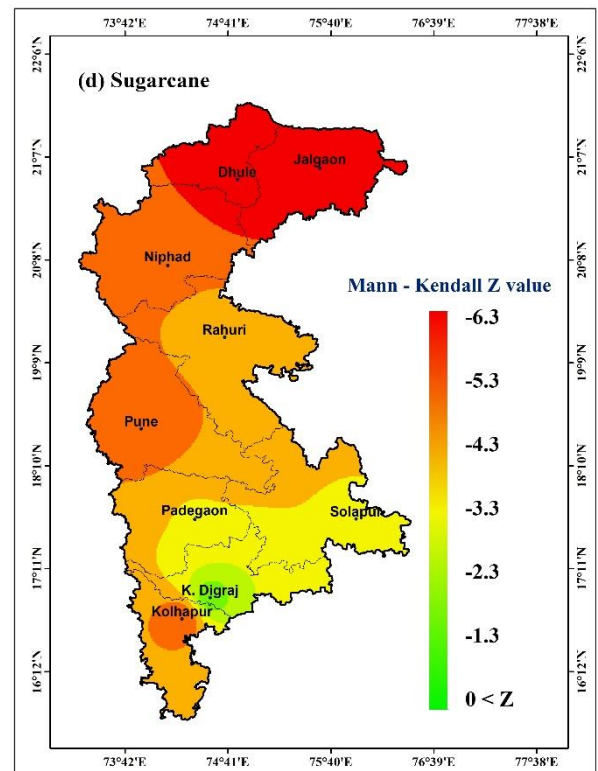 73°42'E 74°41'E 75°40'E 76°39'E 77°38'E
22°6'N
21°7'N
20°8'N
19°9'N
18°10'N
17°11'N
16°12'N
(d) Sugarcane
Dhule
Jalgaon
Niphad
Rahuri
Pune
Padegaon
Solapur
K. Digraj
Kolhapur
Mann - Kendall Z value
-6.3
-5.3
-4.3
-3.3
-2.3
-1.3
0 < Z
22°6'N
21°7'N
20°8'N
19°9'N
18°10'N
17°11'N
16°12'N
73°42'E 74°41'E 75°40'E 76°39'E 77°38'E